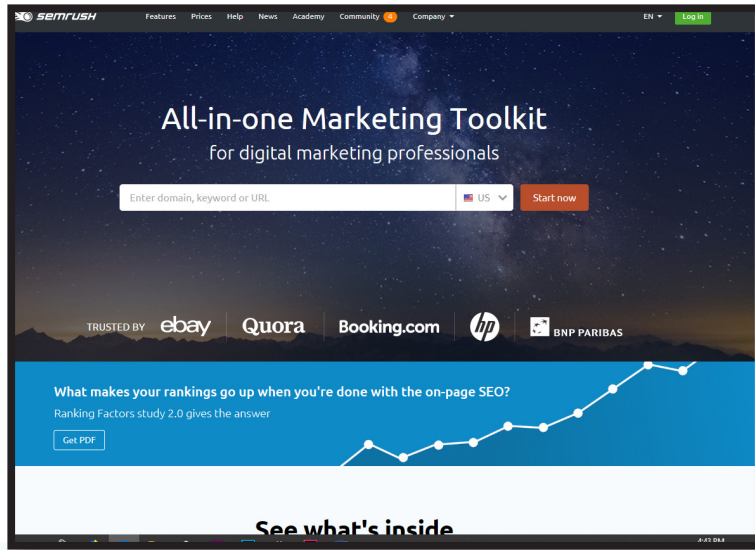 SEMRUSH Features Prices Help News Academy Community 4 Company EN Log in
All-in-one Marketing Toolkit
for digital marketing professionals
Enter domain, keyword or URL US Start now
TRUSTED BY ebay Quora Booking.com hp BNP PARIBAS
What makes your rankings go up when you're done with the on-page SEO?
Ranking Factors study 2.0 gives the answer
Get PDF
See what's inside
4:43 PM